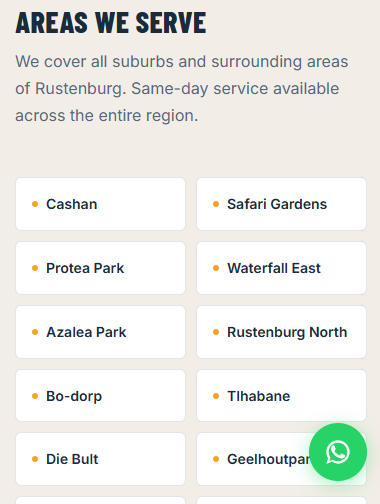 AREAS WE SERVE
We cover all suburbs and surrounding areas
of Rustenburg. Same-day service available
across the entire region.
Cashan
Safari Gardens
Protea Park
Waterfall East
Azalea Park
Rustenburg North
Bo-dorp
Tlhabane
Die Bult